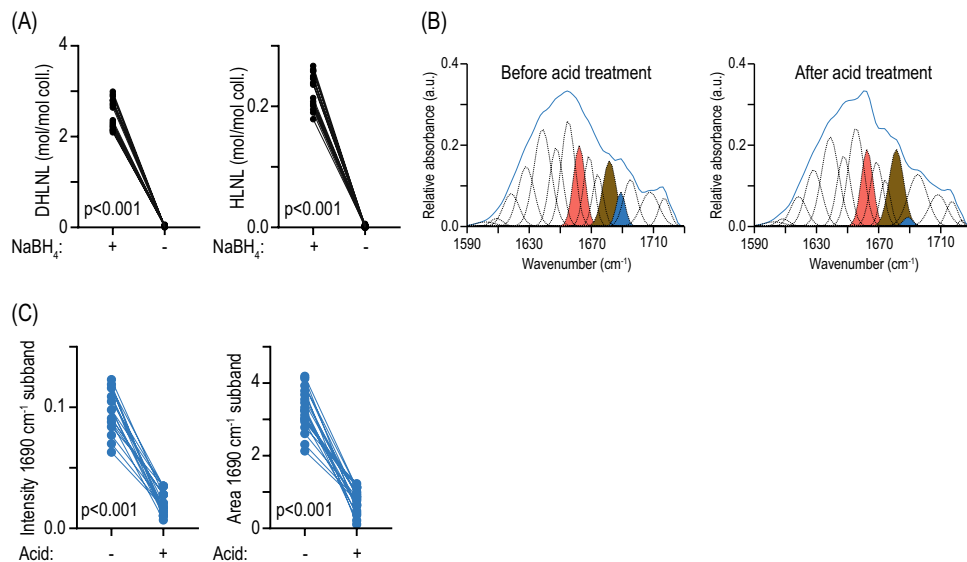 (A)
DHLNL (mol/mol coll.)
4
2
0
p<0.001
NaBH4: + -
HLNL (mol/mol coll.)
0.2
0.0
p<0.001
NaBH4: + -
(B)
Before acid treatment
Relative absorbance (a.u.)
0.4
0.2
0.0
1590 1630 1670 1710
Wavenumber (cm-1)
After acid treatment
Relative absorbance (a.u.)
0.4
0.2
0.0
1590 1630 1670 1710
Wavenumber (cm-1)
(C)
Intensity 1690 cm-1 subband
0.1
0.0
p<0.001
Acid: - +
Area 1690 cm-1 subband
4
2
0
p<0.001
Acid: - +